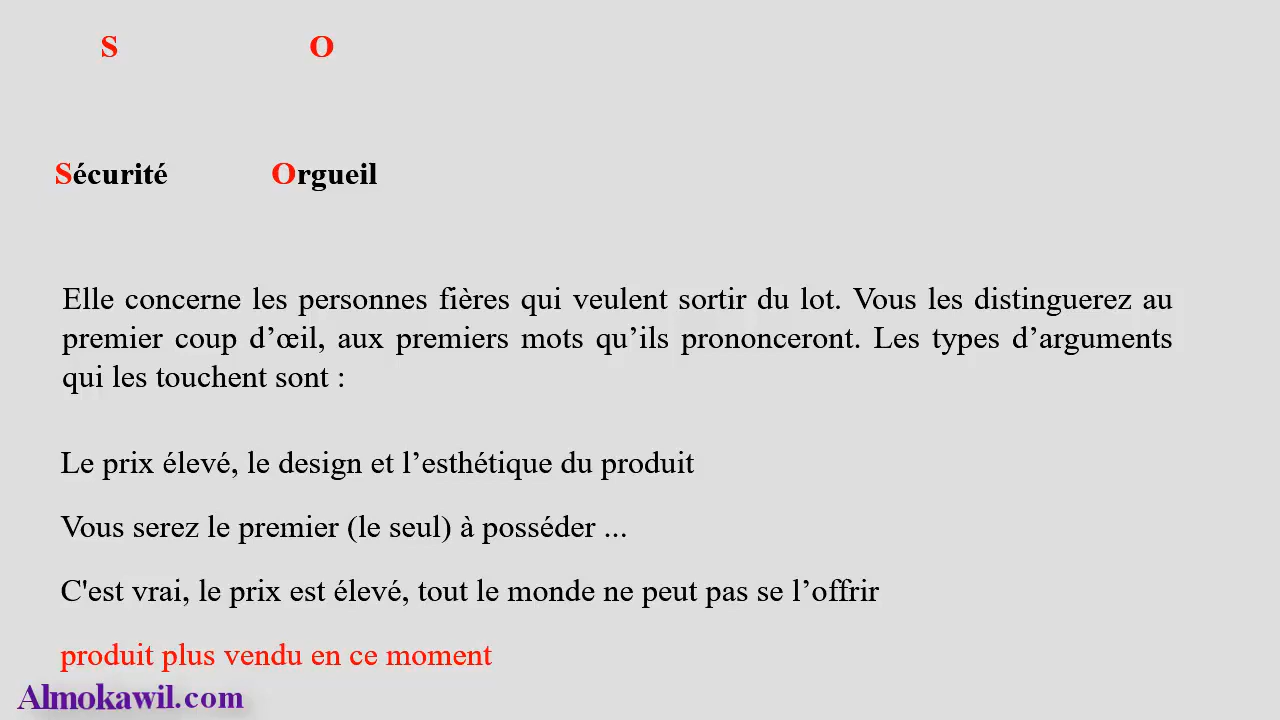 S O
Sécurité Orgueil
Elle concerne les personnes fières qui veulent sortir du lot. Vous les distinguerez au
premier coup d’œil, aux premiers mots qu’ils prononceront. Les types d’arguments
qui les touchent sont :
Le prix élevé, le design et l’esthétique du produit
Vous serez le premier (le seul) à posséder ...
C'est vrai, le prix est élevé, tout le monde ne peut pas se l’offrir
produit plus vendu en ce moment
Almokawil.com